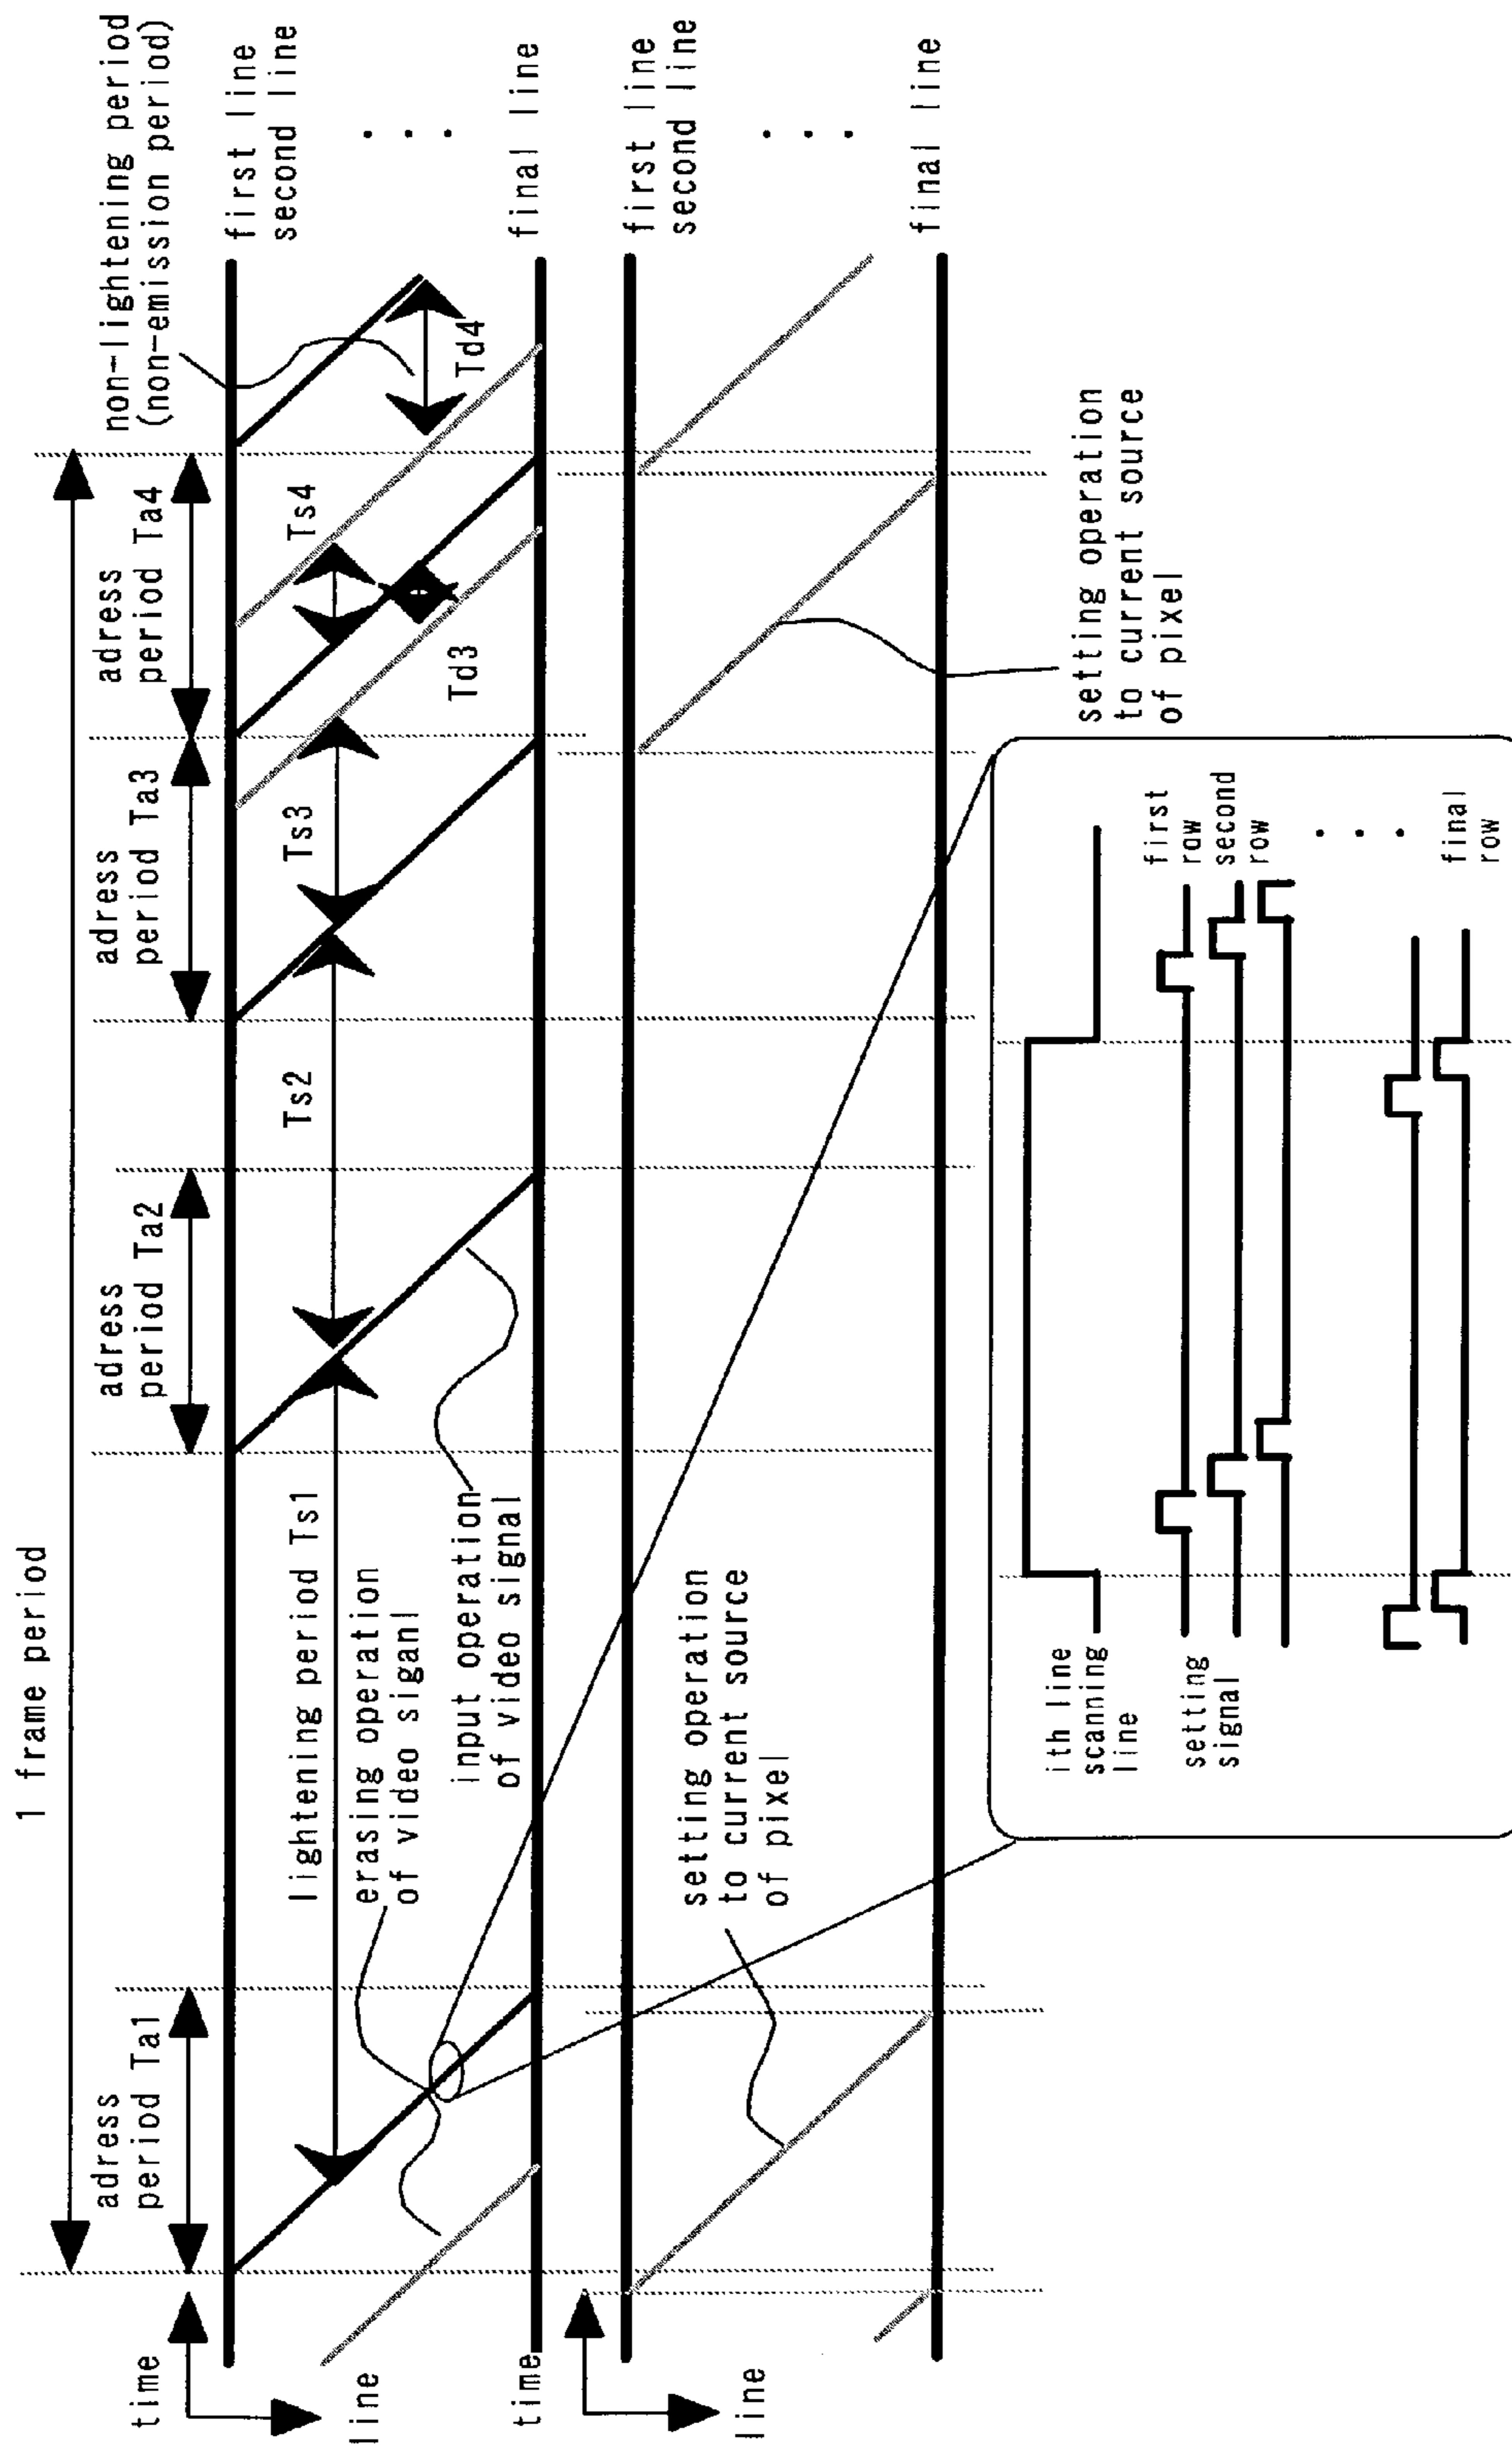 1 frame period
adress
period Ta1
adress
period Ta2
adress
period Ta3
adress
period Ta4
non-lightening period
(non-emission period)
time
line
first line
second line
final line
lightening period Ts1
Ts2
Ts3
Ts4
Td3
Td4
erasing operation
of video siganl
input operation
of video signal
time
line
first line
second line
final line
setting operation
to current source
of pixel
setting operation
to current source
of pixel
ith line
scanning
line
setting
signal
first
raw
second
row
final
row